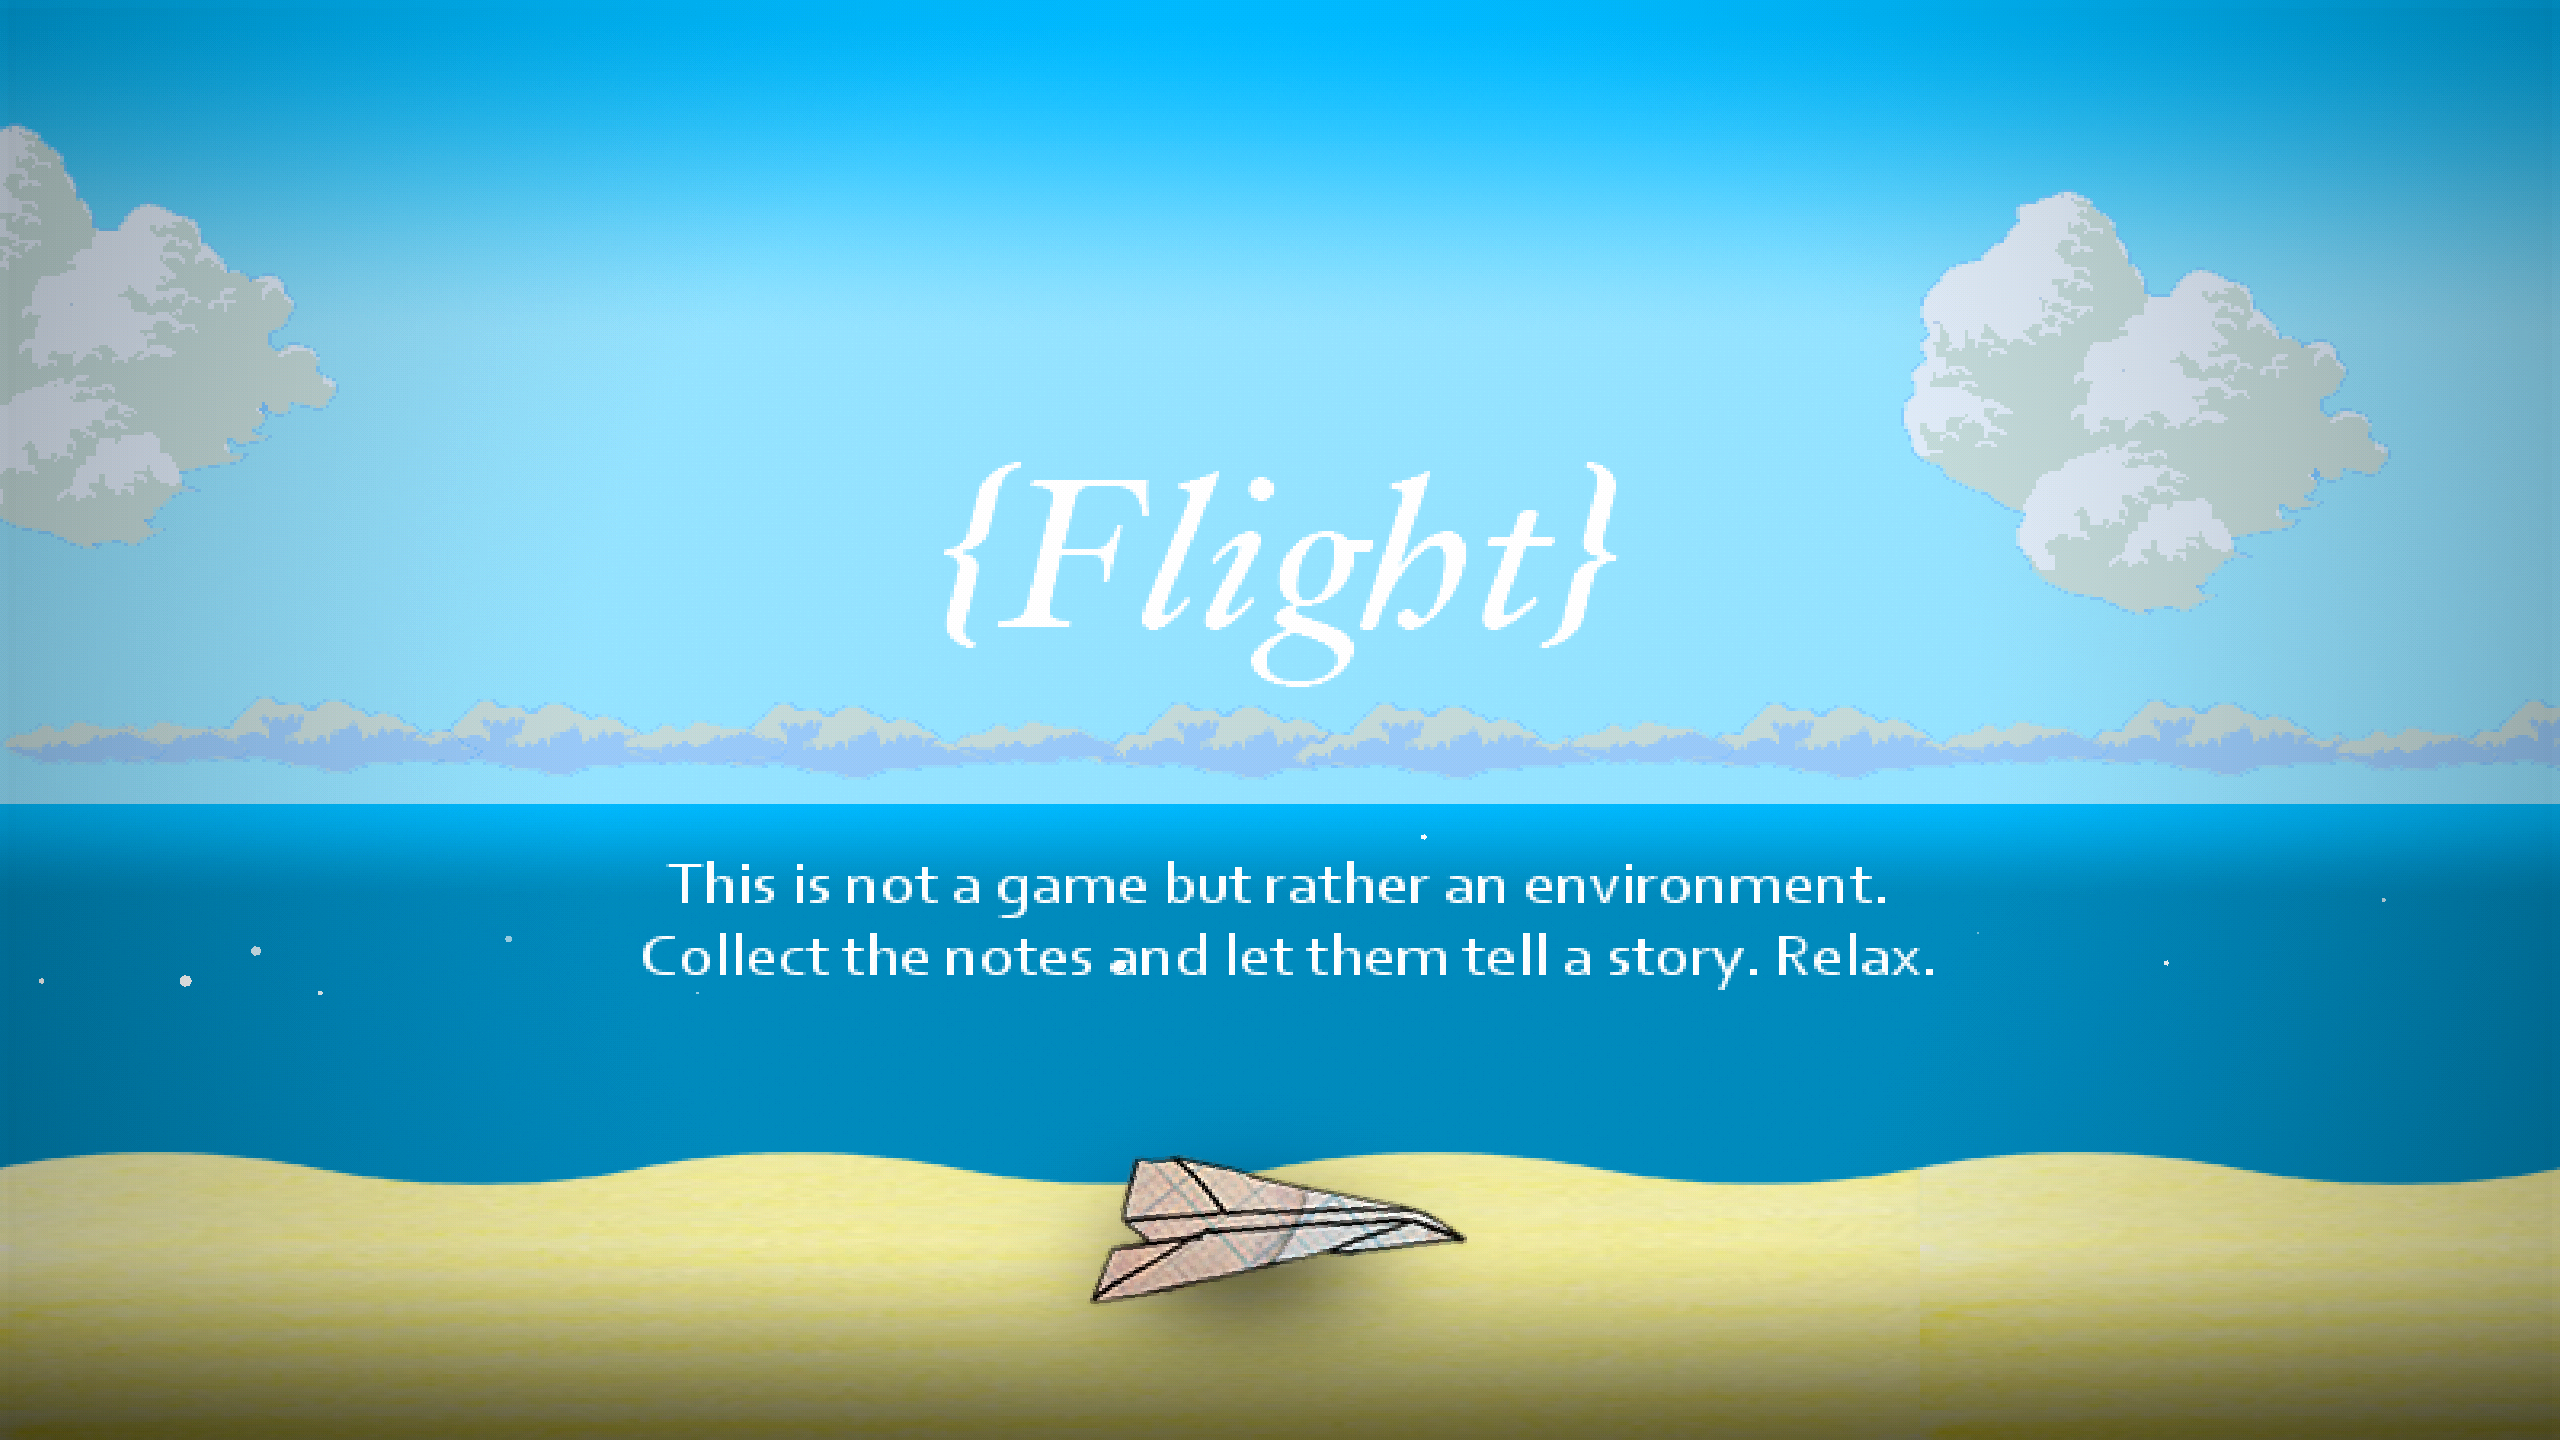 {Flight}
This is not a game but rather an environment.
Collect the notes and let them tell a story. Relax.